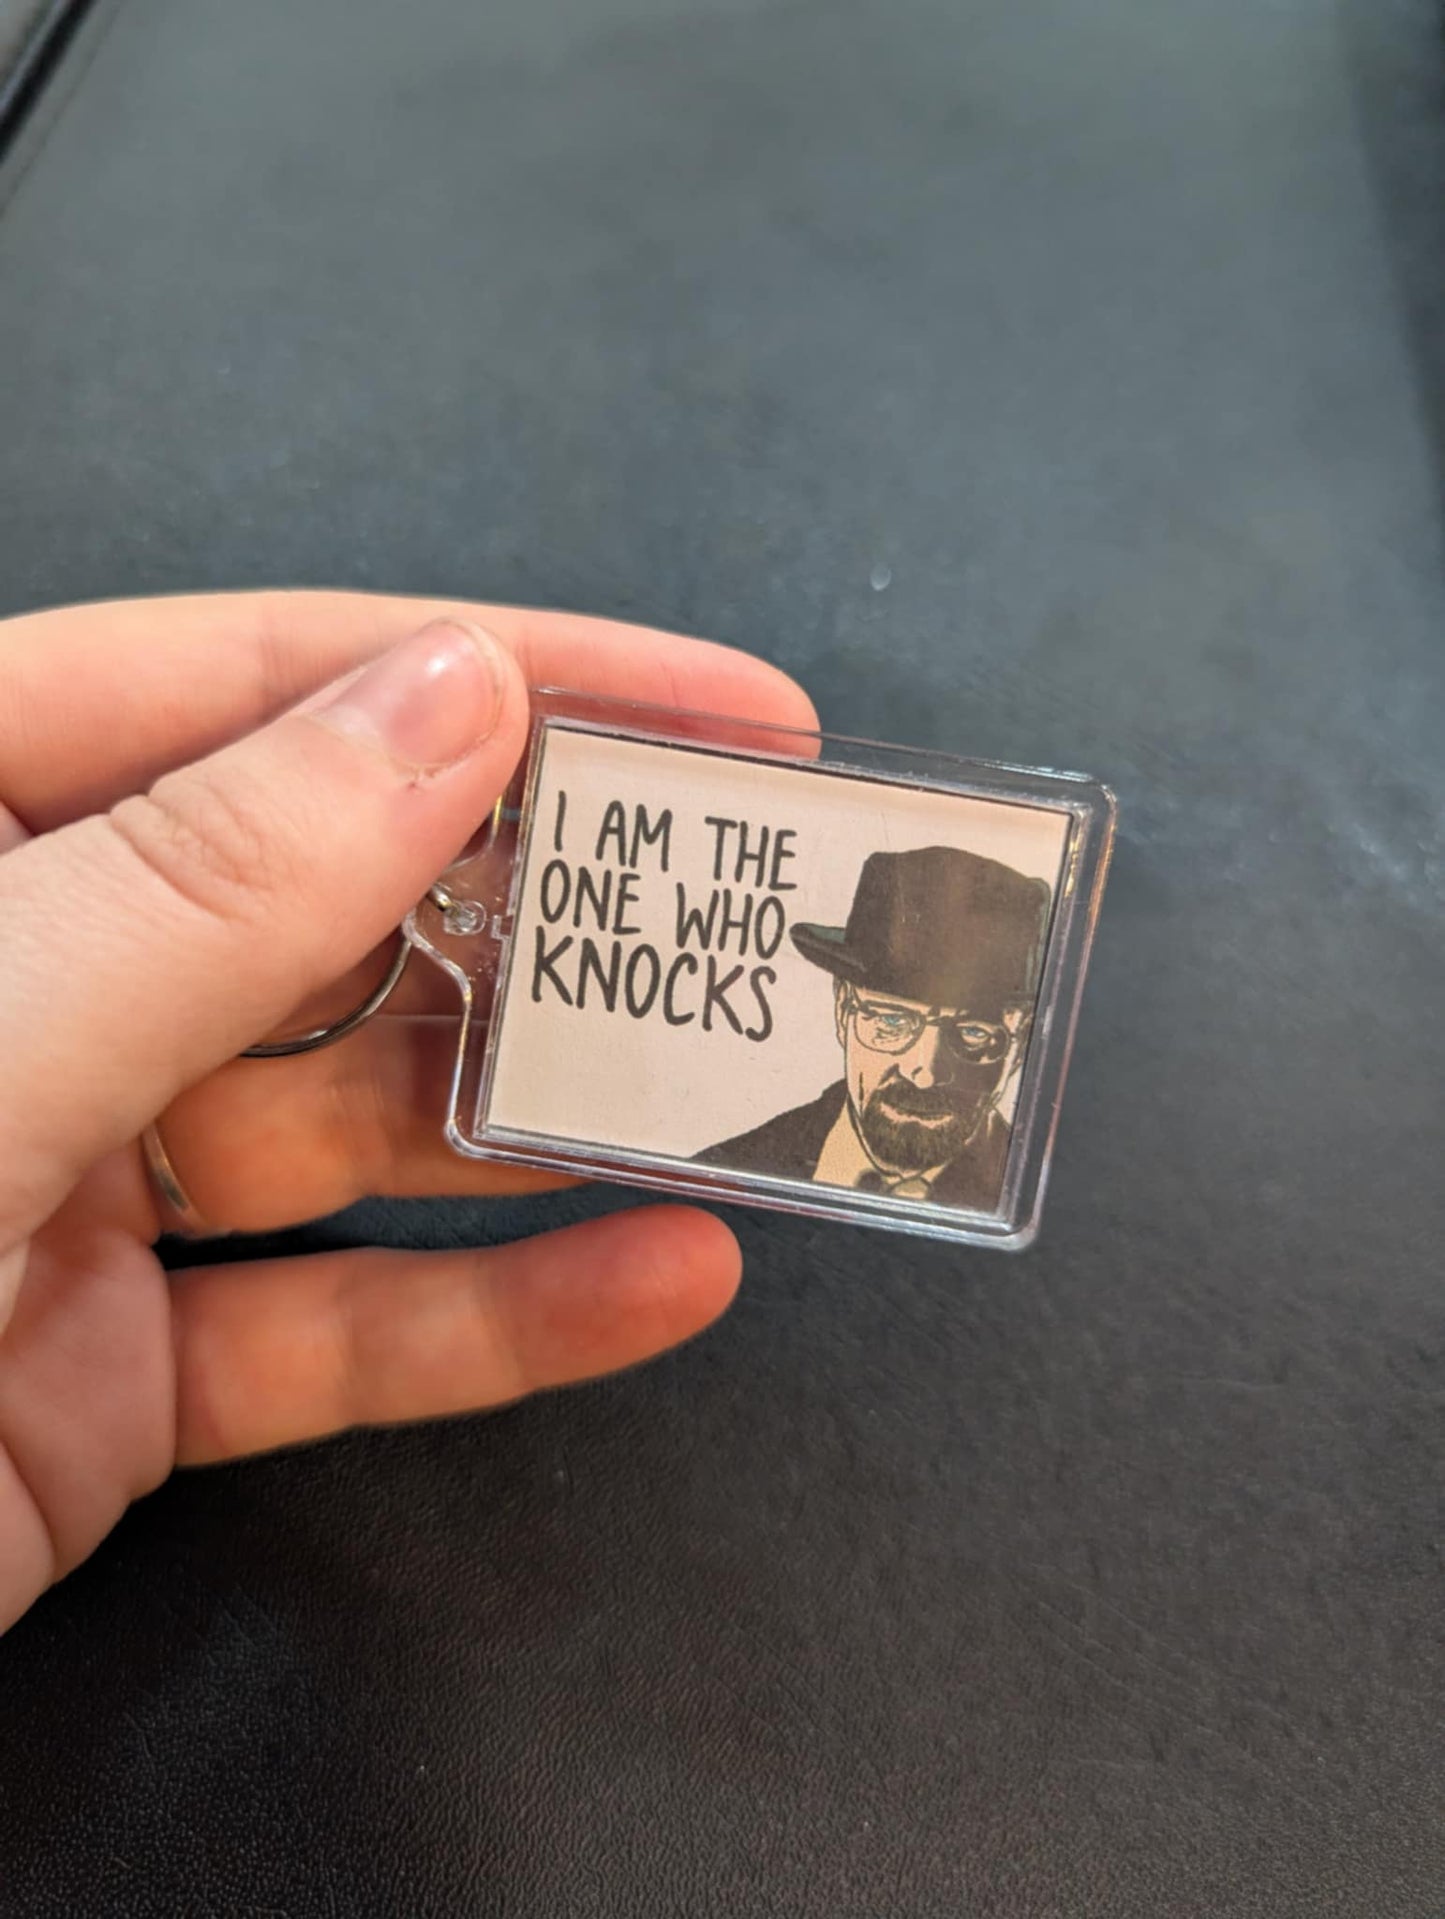 I AM THE
ONE WHO
KNOCKS